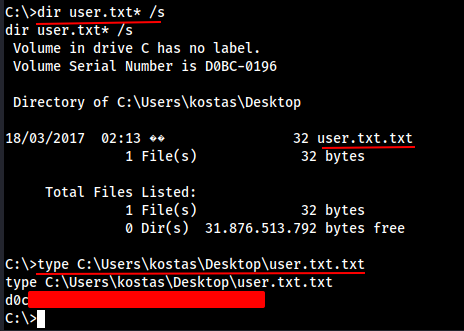 C:\>dir user.txt* /s
dir user.txt* /s
 Volume in drive C has no label.
 Volume Serial Number is D0BC-0196

 Directory of C:\Users\kostas\Desktop

18/03/2017  02:13 ��                32 user.txt.txt
               1 File(s)             32 bytes

     Total Files Listed:
               1 File(s)             32 bytes
               0 Dir(s)  31.876.513.792 bytes free

C:\>type C:\Users\kostas\Desktop\user.txt.txt
type C:\Users\kostas\Desktop\user.txt.txt
d0c
C:\>